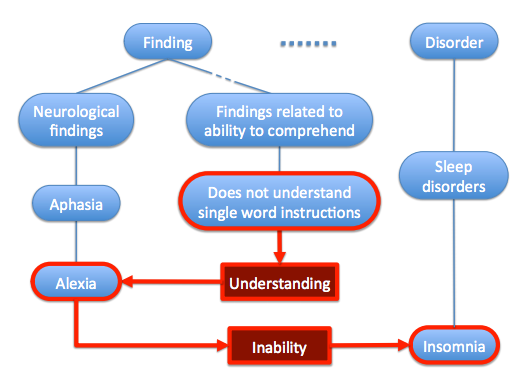 Finding
Disorder
Neurological
findings
Findings related to
ability to comprehend
Sleep
disorders
Aphasia
Does not understand
single word instructions
Alexia
Understanding
Inability
Insomnia